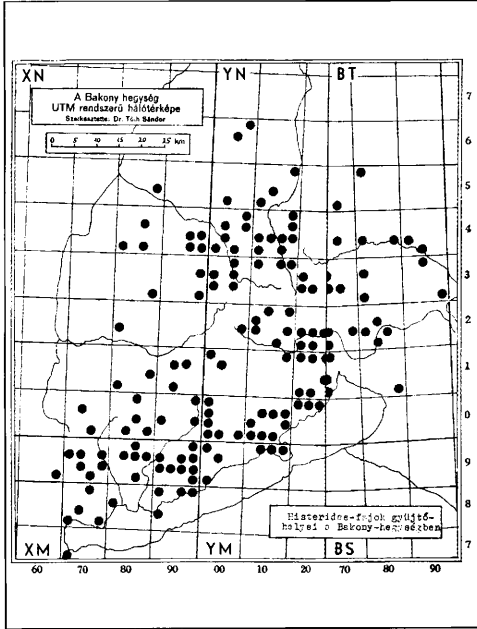 XN YN BT
A Bakony hegység
UTM rendszerű hálótérképe
Szerkesztette: Dr. Tóth Sándor
0 5 10 15 20 25 km
7
6
5
4
3
2
1
0
9
8
7
Histeridae-fajok gyűjtő-
helyei a Bakony-hegységben
XM YM BS
60 70 80 90 00 10 20 70 80 90